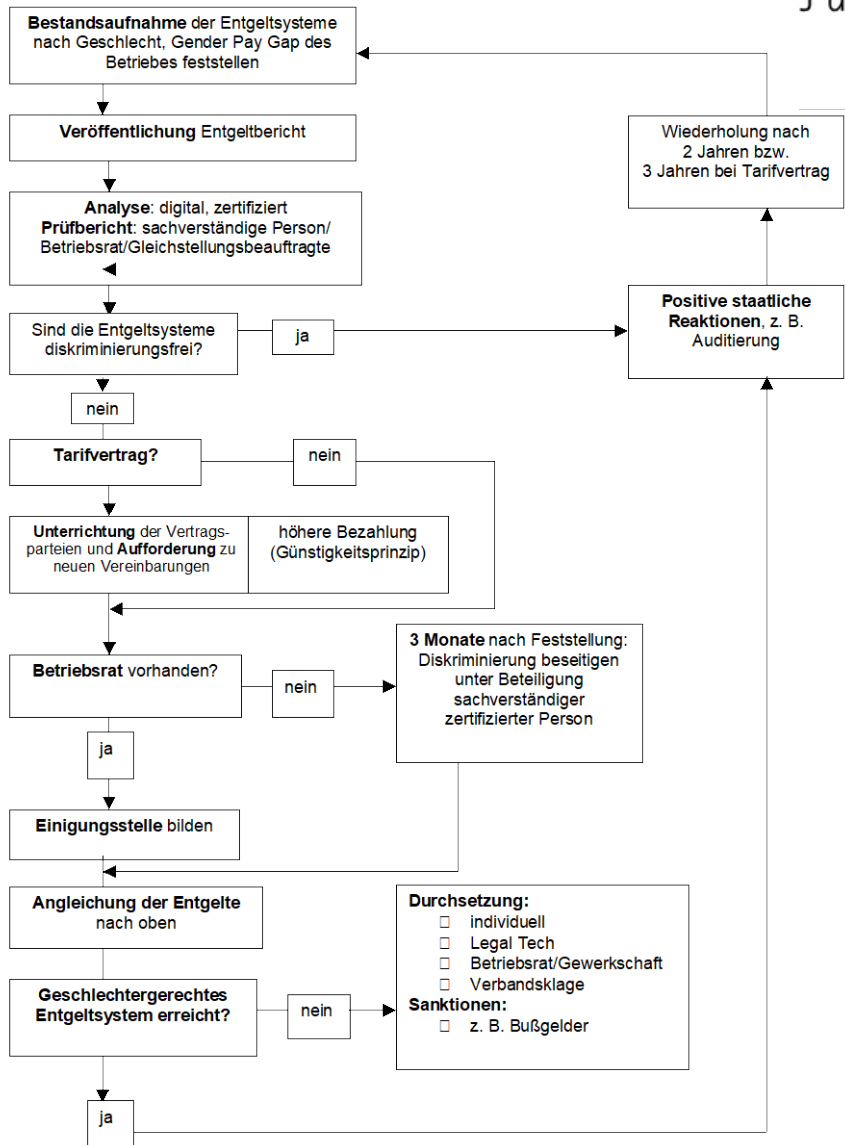 Bestandsaufnahme der Entgeltsysteme
nach Geschlecht, Gender Pay Gap des
Betriebes feststellen
Veröffentlichung Entgeltbericht
Wiederholung nach
2 Jahren bzw.
3 Jahren bei Tarifvertrag
Analyse: digital, zertifiziert
Prüfbericht: sachverständige Person/
Betriebsrat/Gleichstellungsbeauftragte
Positive staatliche
Reaktionen, z. B.
Auditierung
Sind die Entgeltsysteme
diskriminierungsfrei?
ja
nein
Tarifvertrag?
nein
Unterrichtung der Vertrags-
parteien und Aufforderung zu
neuen Vereinbarungen
höhere Bezahlung
(Günstigkeitsprinzip)
Betriebsrat vorhanden?
nein
3 Monate nach Feststellung:
Diskriminierung beseitigen
unter Beteiligung
sachverständiger
zertifizierter Person
ja
Einigungsstelle bilden
Angleichung der Entgelte
nach oben
Geschlechtergerechtes
Entgeltsystem erreicht?
nein
Durchsetzung:
individuell
Legal Tech
Betriebsrat/Gewerkschaft
Verbandsklage
Sanktionen:
z. B. Bußgelder
ja